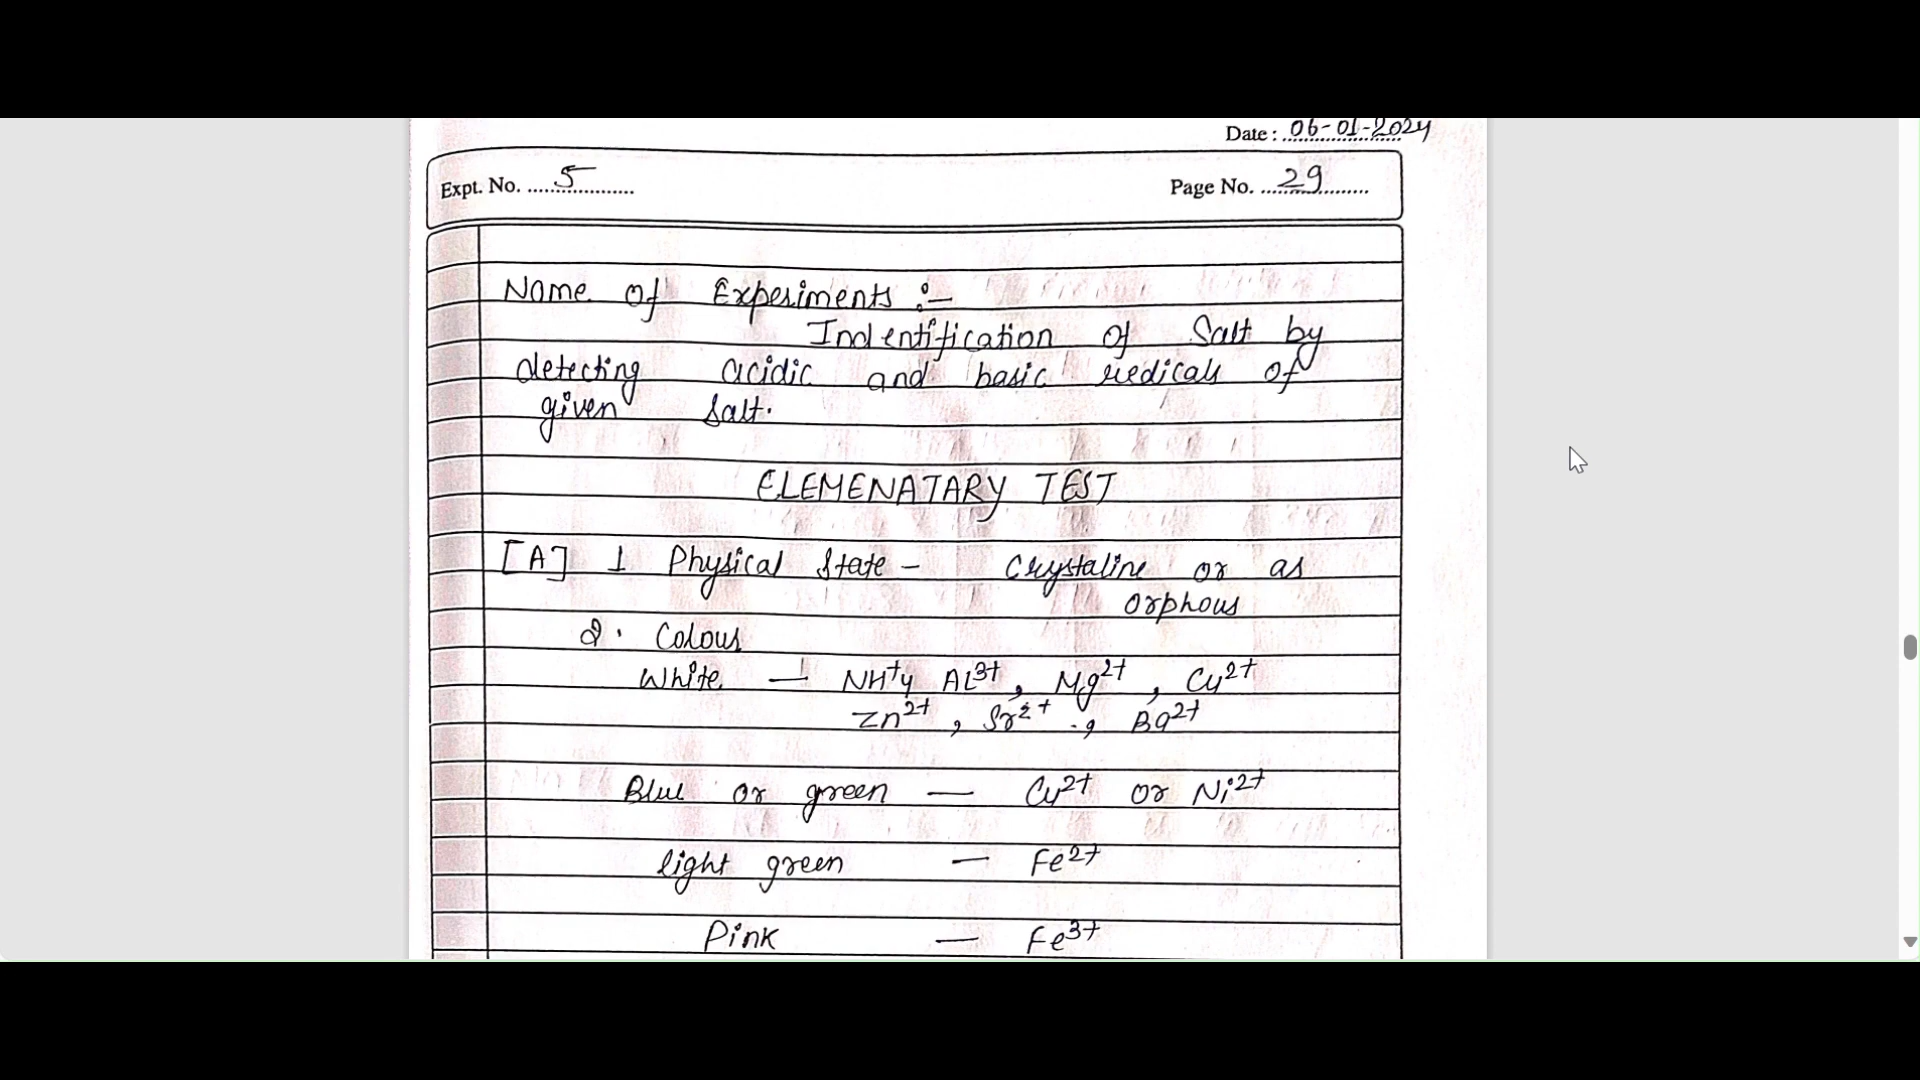 Date : 06-01-2024
Expt. No. 5
Page No. 29
Name of Experiments :-
Indentification of Salt by
detecting acidic and basic redicals of
given salt.
ELEMENATARY TEST
[A] 1 Physical State - Crystaline or as
orphous
2. Colour
White - NH⁺4 AL³⁺, Mg²⁺, Cu²⁺
Zn²⁺, Sr²⁺, Ba²⁺
Blue or green - Cu²⁺ or Ni²⁺
light green - Fe²⁺
Pink - Fe³⁺